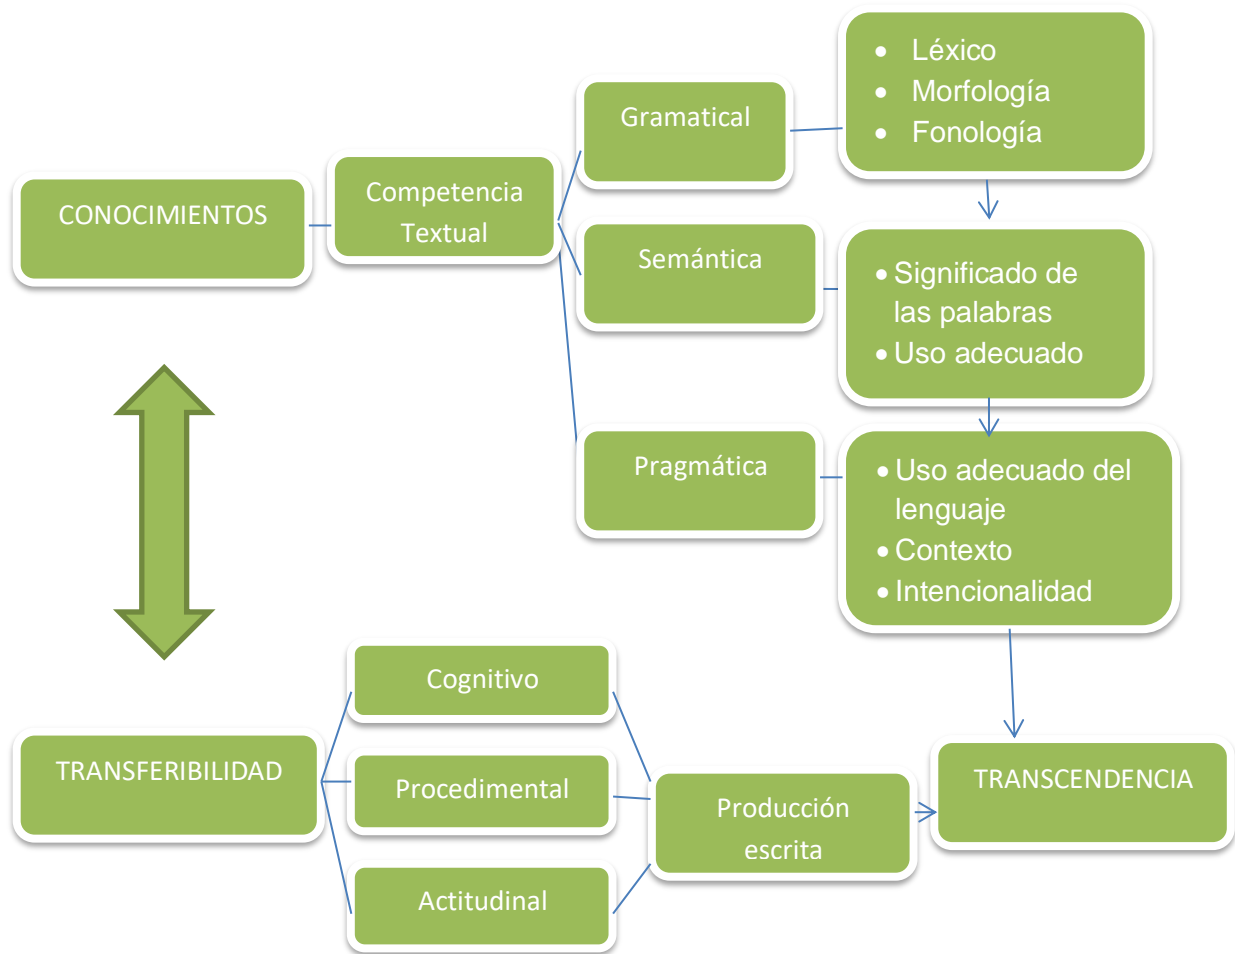 CONOCIMIENTOS
Competencia
Textual
Gramatical
• Léxico
• Morfología
• Fonología
Semántica
• Significado de
las palabras
• Uso adecuado
Pragmática
• Uso adecuado del
lenguaje
• Contexto
• Intencionalidad
TRANSFERIBILIDAD
Cognitivo
Procedimental
Actitudinal
Producción
escrita
TRANSCENDENCIA